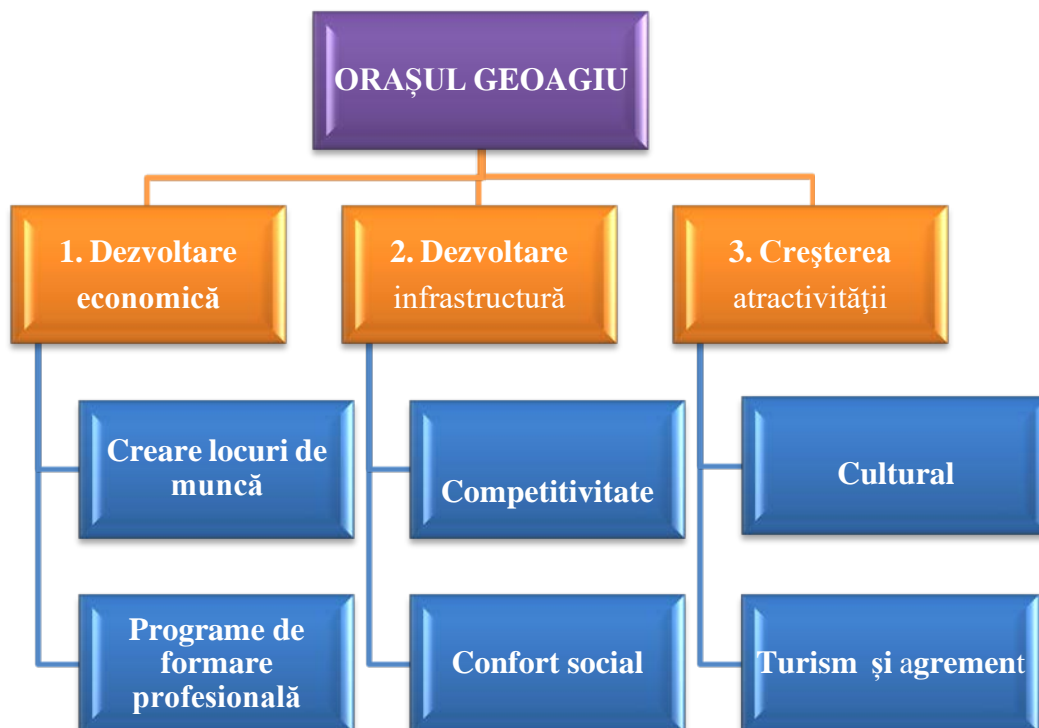 ORAȘUL GEOAGIU
1. Dezvoltare
economică
2. Dezvoltare
infrastructură
3. Creşterea
atractivităţii
Creare locuri de
muncă
Competitivitate
Cultural
Programe de
formare
profesională
Confort social
Turism și agrement